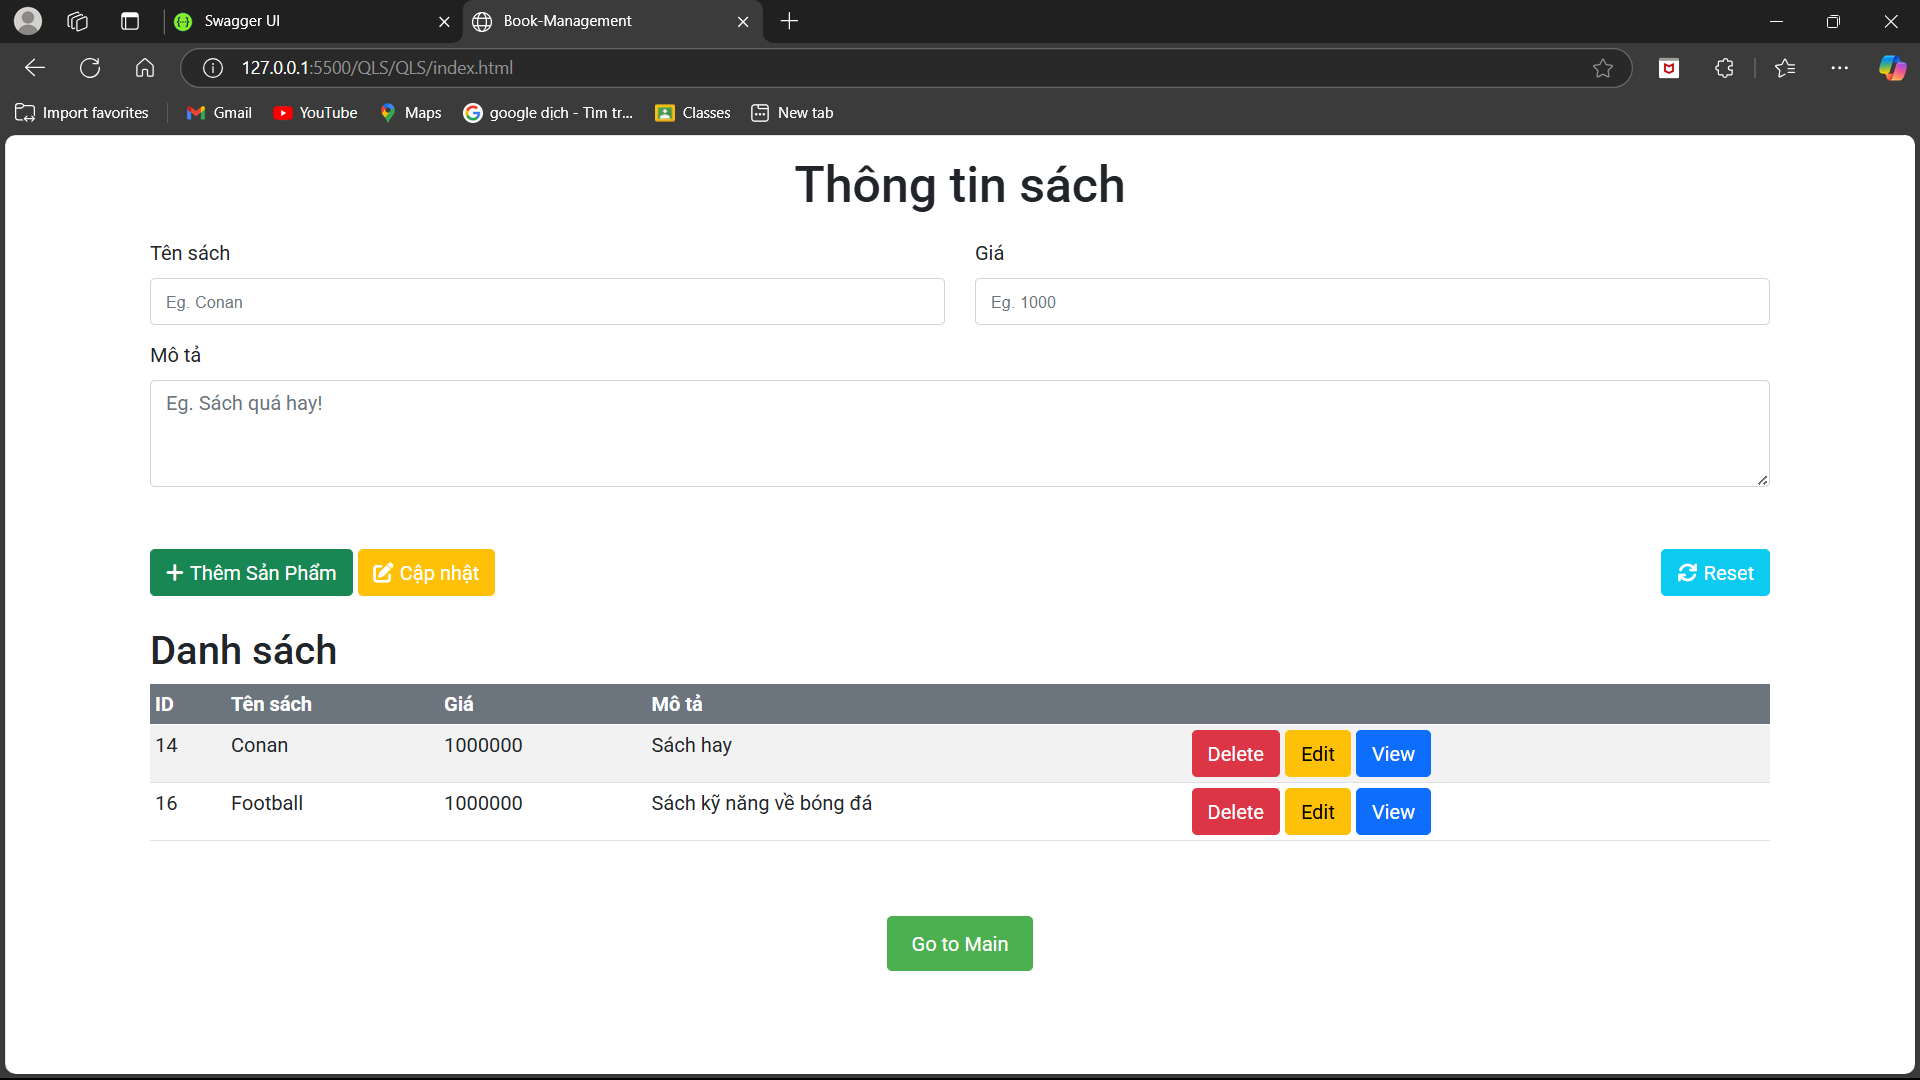 Swagger UI
Book-Management
127.0.0.1:5500/QLS/QLS/index.html
Import favorites Gmail YouTube Maps google dịch - Tìm tr... Classes New tab
Thông tin sách
Tên sách Giá
Eg. Conan Eg. 1000
Mô tả
Eg. Sách quá hay!
Thêm Sản Phẩm Cập nhật Reset
Danh sách
ID Tên sách Giá Mô tả
14 Conan 1000000 Sách hay Delete Edit View
16 Football 1000000 Sách kỹ năng về bóng đá Delete Edit View
Go to Main